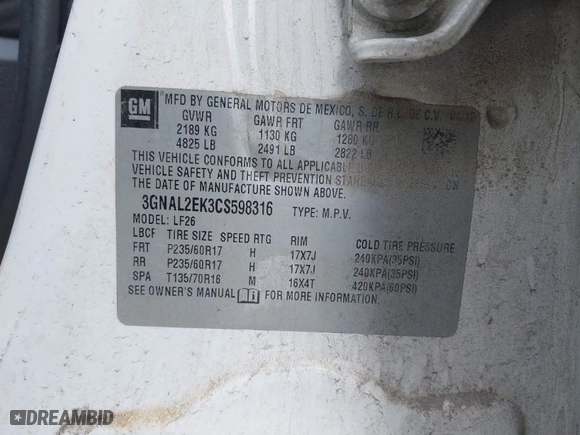 GM
MFD BY GENERAL MOTORS DE MEXICO, S. DE R.L. DE C.V.
GVWR GAWR FRT GAWR RR
2189 KG 1130 KG 1280 KG
4825 LB 2491 LB 2822 LB
THIS VEHICLE CONFORMS TO ALL APPLICABLE
VEHICLE SAFETY AND THEFT PREVENTION STANDARDS ON
THE DATE OF MANUFACTURE SHOWN ABOVE.
3GNAL2EK3CS598316 TYPE: M.P.V.
MODEL: LF26
LBCF TIRE SIZE SPEED RTG RIM COLD TIRE PRESSURE
FRT P235/60R17 H 17X7J 240KPA(35PSI)
RR P235/60R17 H 17X7J 240KPA(35PSI)
SPA T135/70R16 M 16X4T 420KPA(60PSI)
SEE OWNER'S MANUAL FOR MORE INFORMATION
DREAMBID